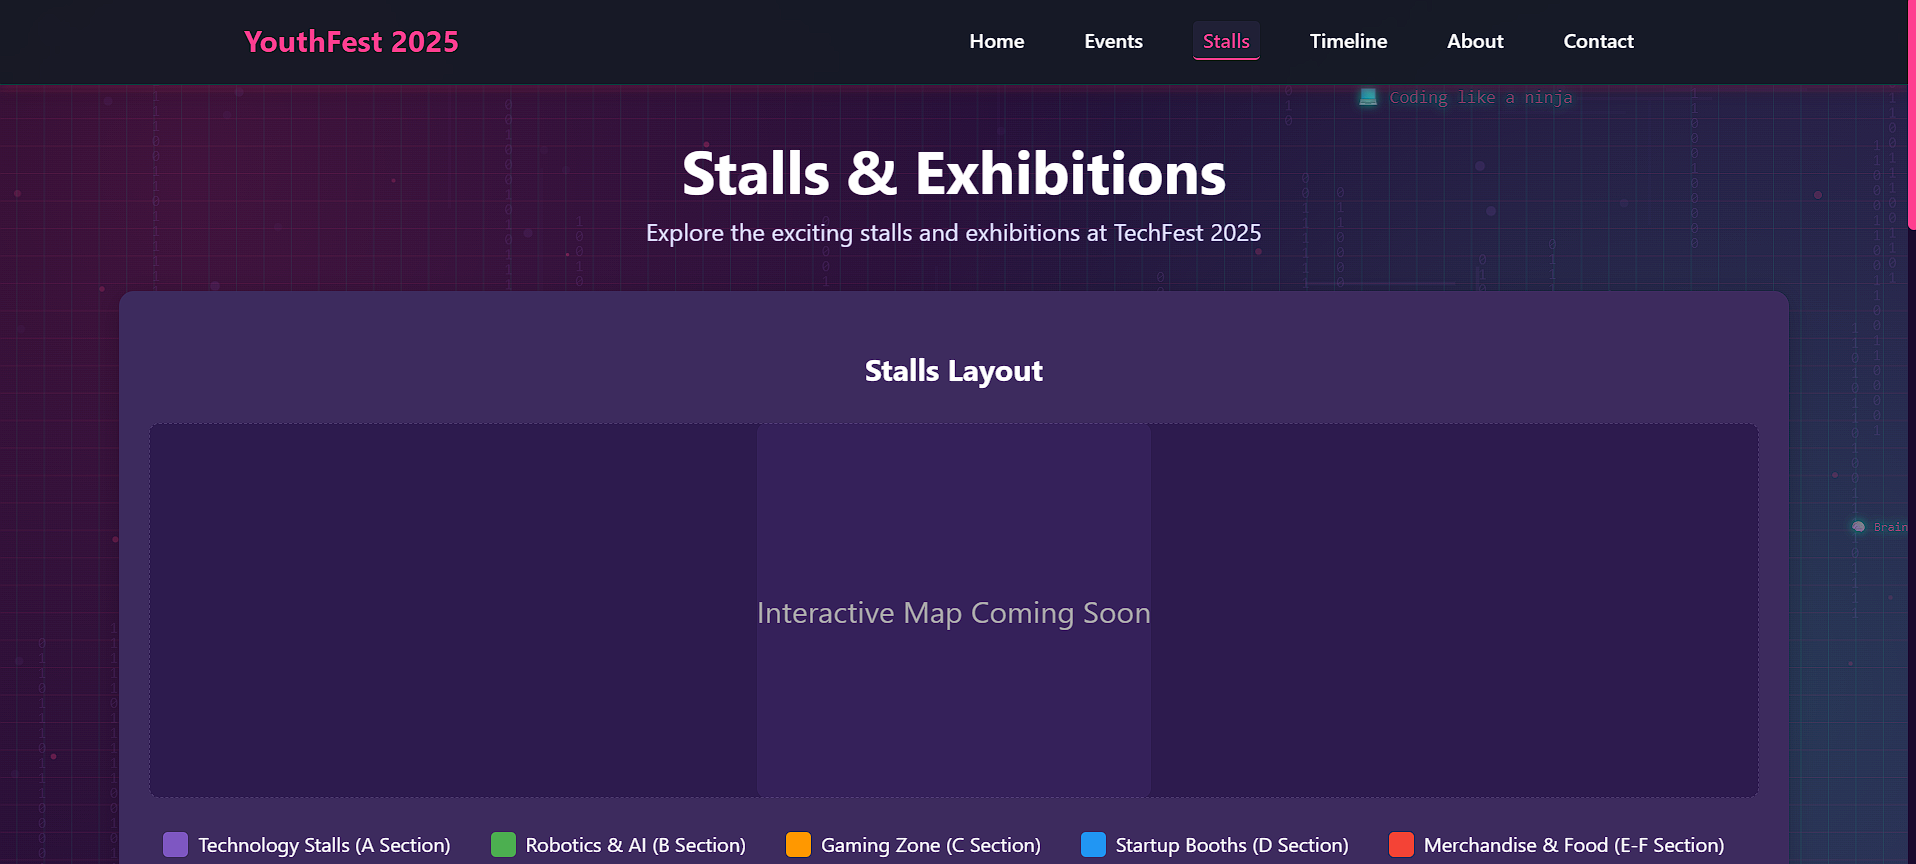 YouthFest 2025
Home Events Stalls Timeline About Contact
Coding like a ninja
Stalls & Exhibitions
Explore the exciting stalls and exhibitions at TechFest 2025
Stalls Layout
Interactive Map Coming Soon
Brain
Technology Stalls (A Section) Robotics & AI (B Section) Gaming Zone (C Section) Startup Booths (D Section) Merchandise & Food (E-F Section)